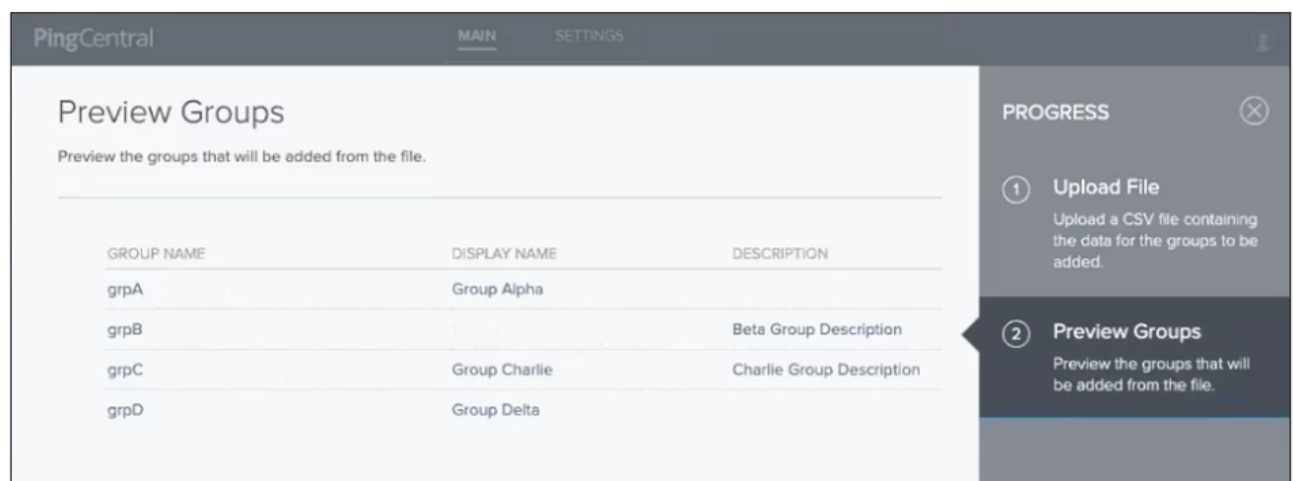 PingCentral MAIN SETTINGS
Preview Groups
Preview the groups that will be added from the file.
GROUP NAME DISPLAY NAME DESCRIPTION
grpA Group Alpha
grpB Beta Group Description
grpC Group Charlie Charlie Group Description
grpD Group Delta
PROGRESS
1 Upload File
Upload a CSV file containing
the data for the groups to be
added.
2 Preview Groups
Preview the groups that will
be added from the file.